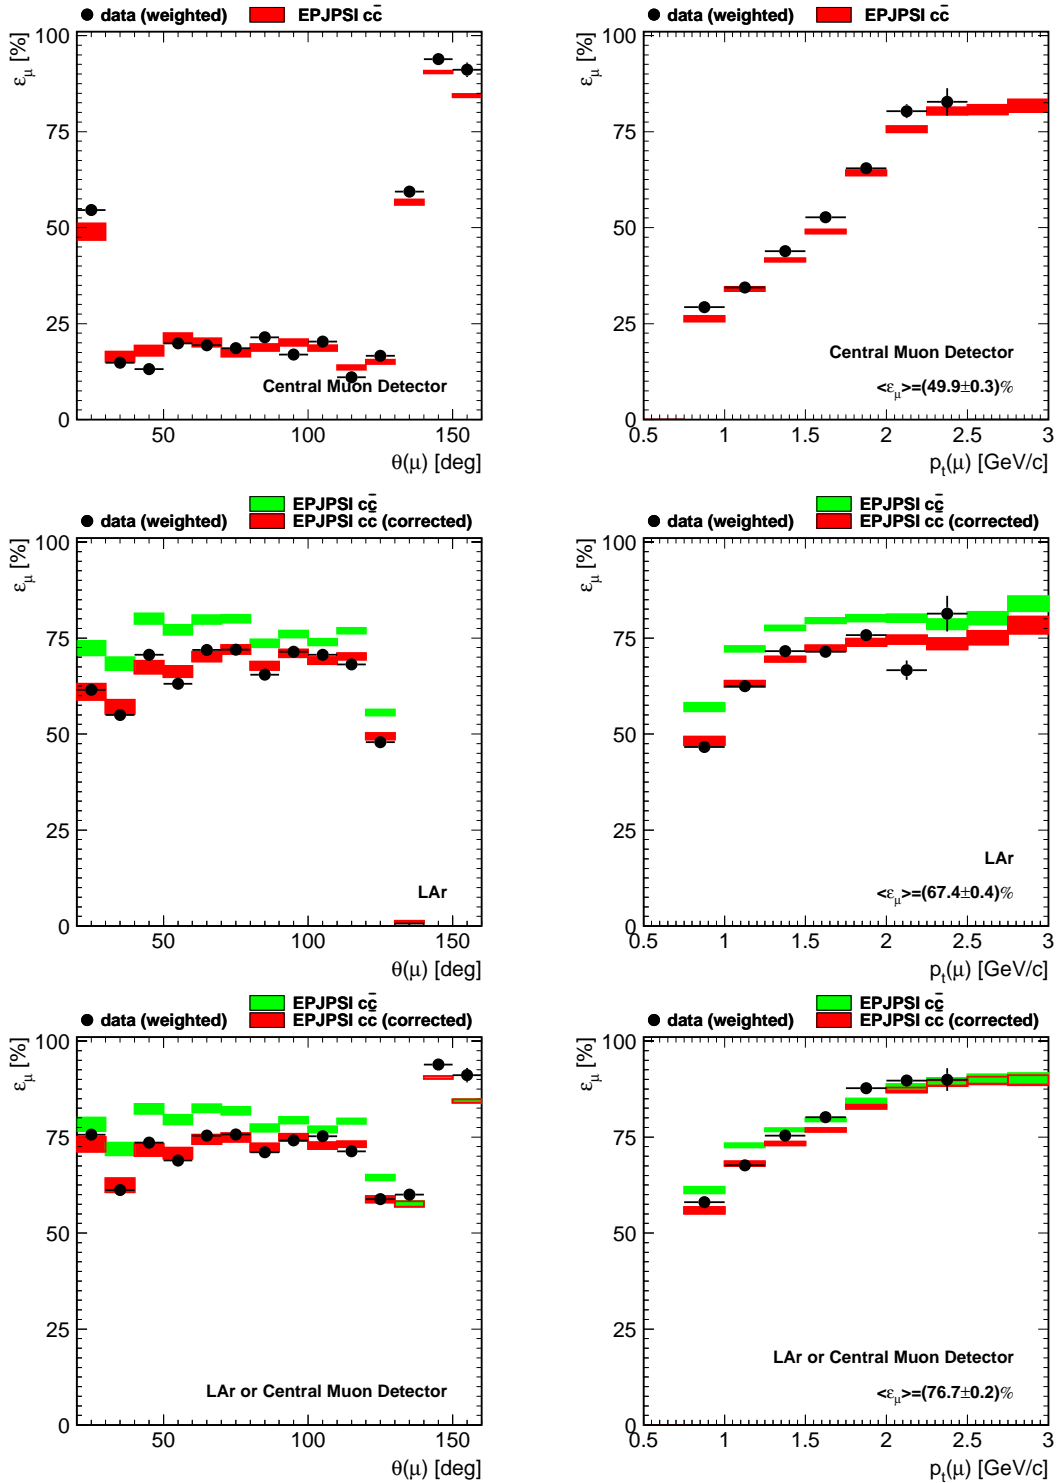 data (weighted) EPJPSI cc̄
ε_μ [%]
100
75
50
25
0
Central Muon Detector
50 100 150
θ(μ) [deg]
data (weighted) EPJPSI cc̄
ε_μ [%]
100
75
50
25
0
Central Muon Detector
<ε_μ>=(49.9±0.3)%
0.5 1 1.5 2 2.5 3
p_t(μ) [GeV/c]
EPJPSI cc̄
data (weighted) EPJPSI cc̄ (corrected)
ε_μ [%]
100
75
50
25
0
LAr
50 100 150
θ(μ) [deg]
EPJPSI cc̄
data (weighted) EPJPSI cc̄ (corrected)
ε_μ [%]
100
75
50
25
0
LAr
<ε_μ>=(67.4±0.4)%
0.5 1 1.5 2 2.5 3
p_t(μ) [GeV/c]
EPJPSI cc̄
data (weighted) EPJPSI cc̄ (corrected)
ε_μ [%]
100
75
50
25
0
LAr or Central Muon Detector
50 100 150
θ(μ) [deg]
EPJPSI cc̄
data (weighted) EPJPSI cc̄ (corrected)
ε_μ [%]
100
75
50
25
0
LAr or Central Muon Detector
<ε_μ>=(76.7±0.2)%
0.5 1 1.5 2 2.5 3
p_t(μ) [GeV/c]